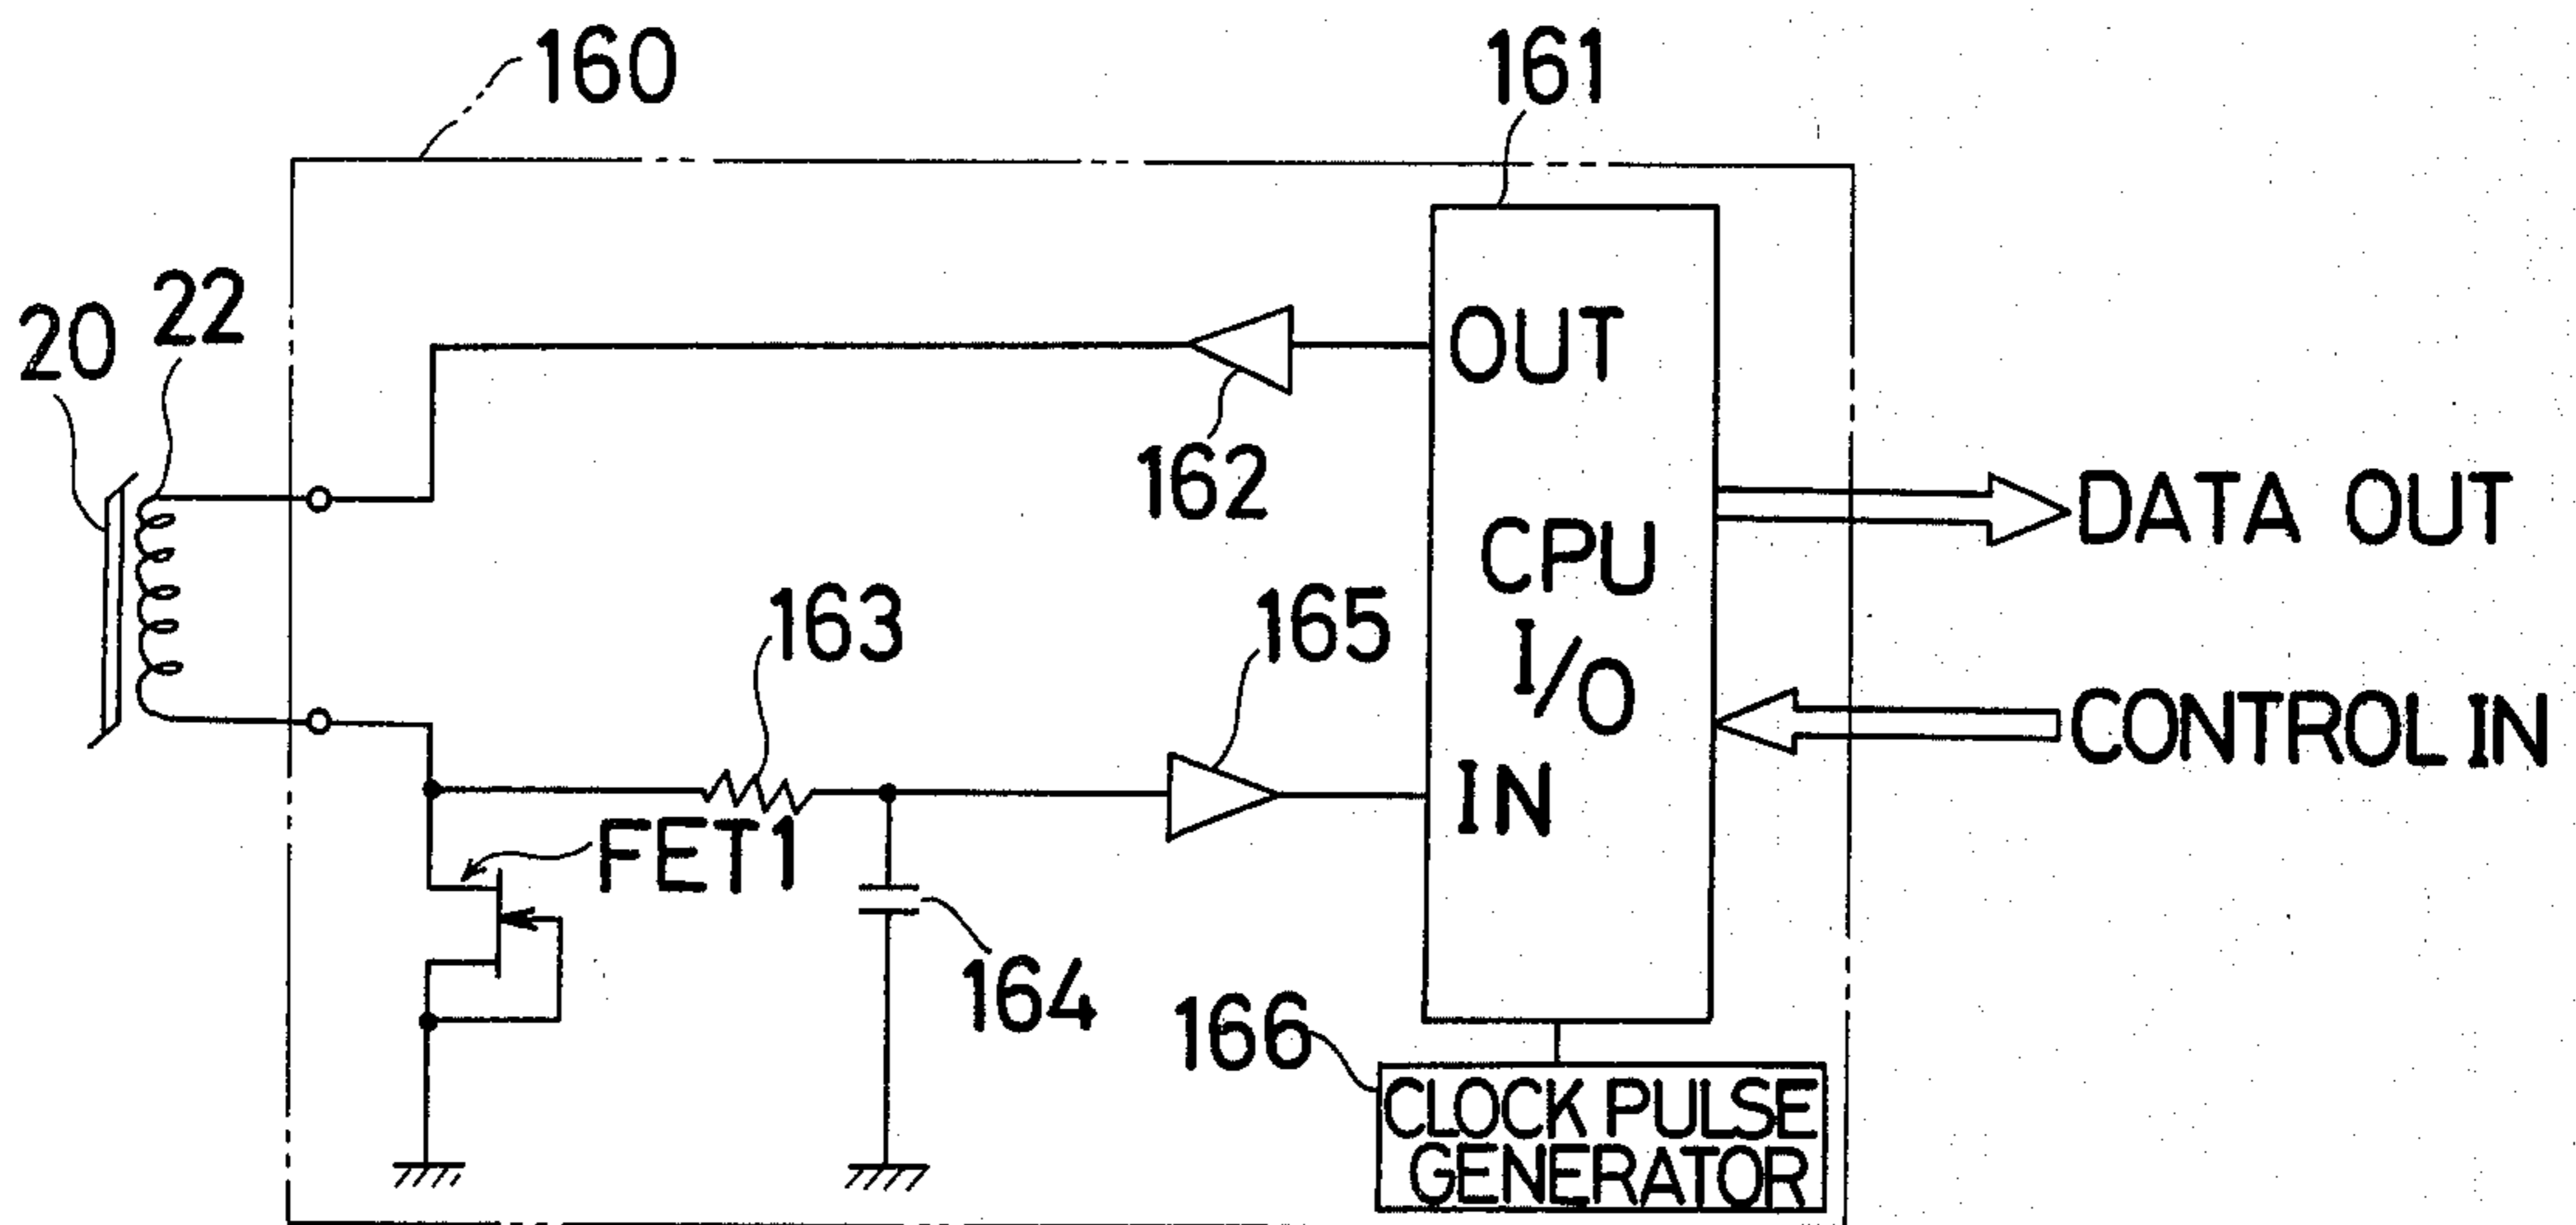 160
161
20
22
OUT
162
DATA OUT
CPU
I/O
163
165
CONTROL IN
IN
FET1
164
166
CLOCK PULSE
GENERATOR